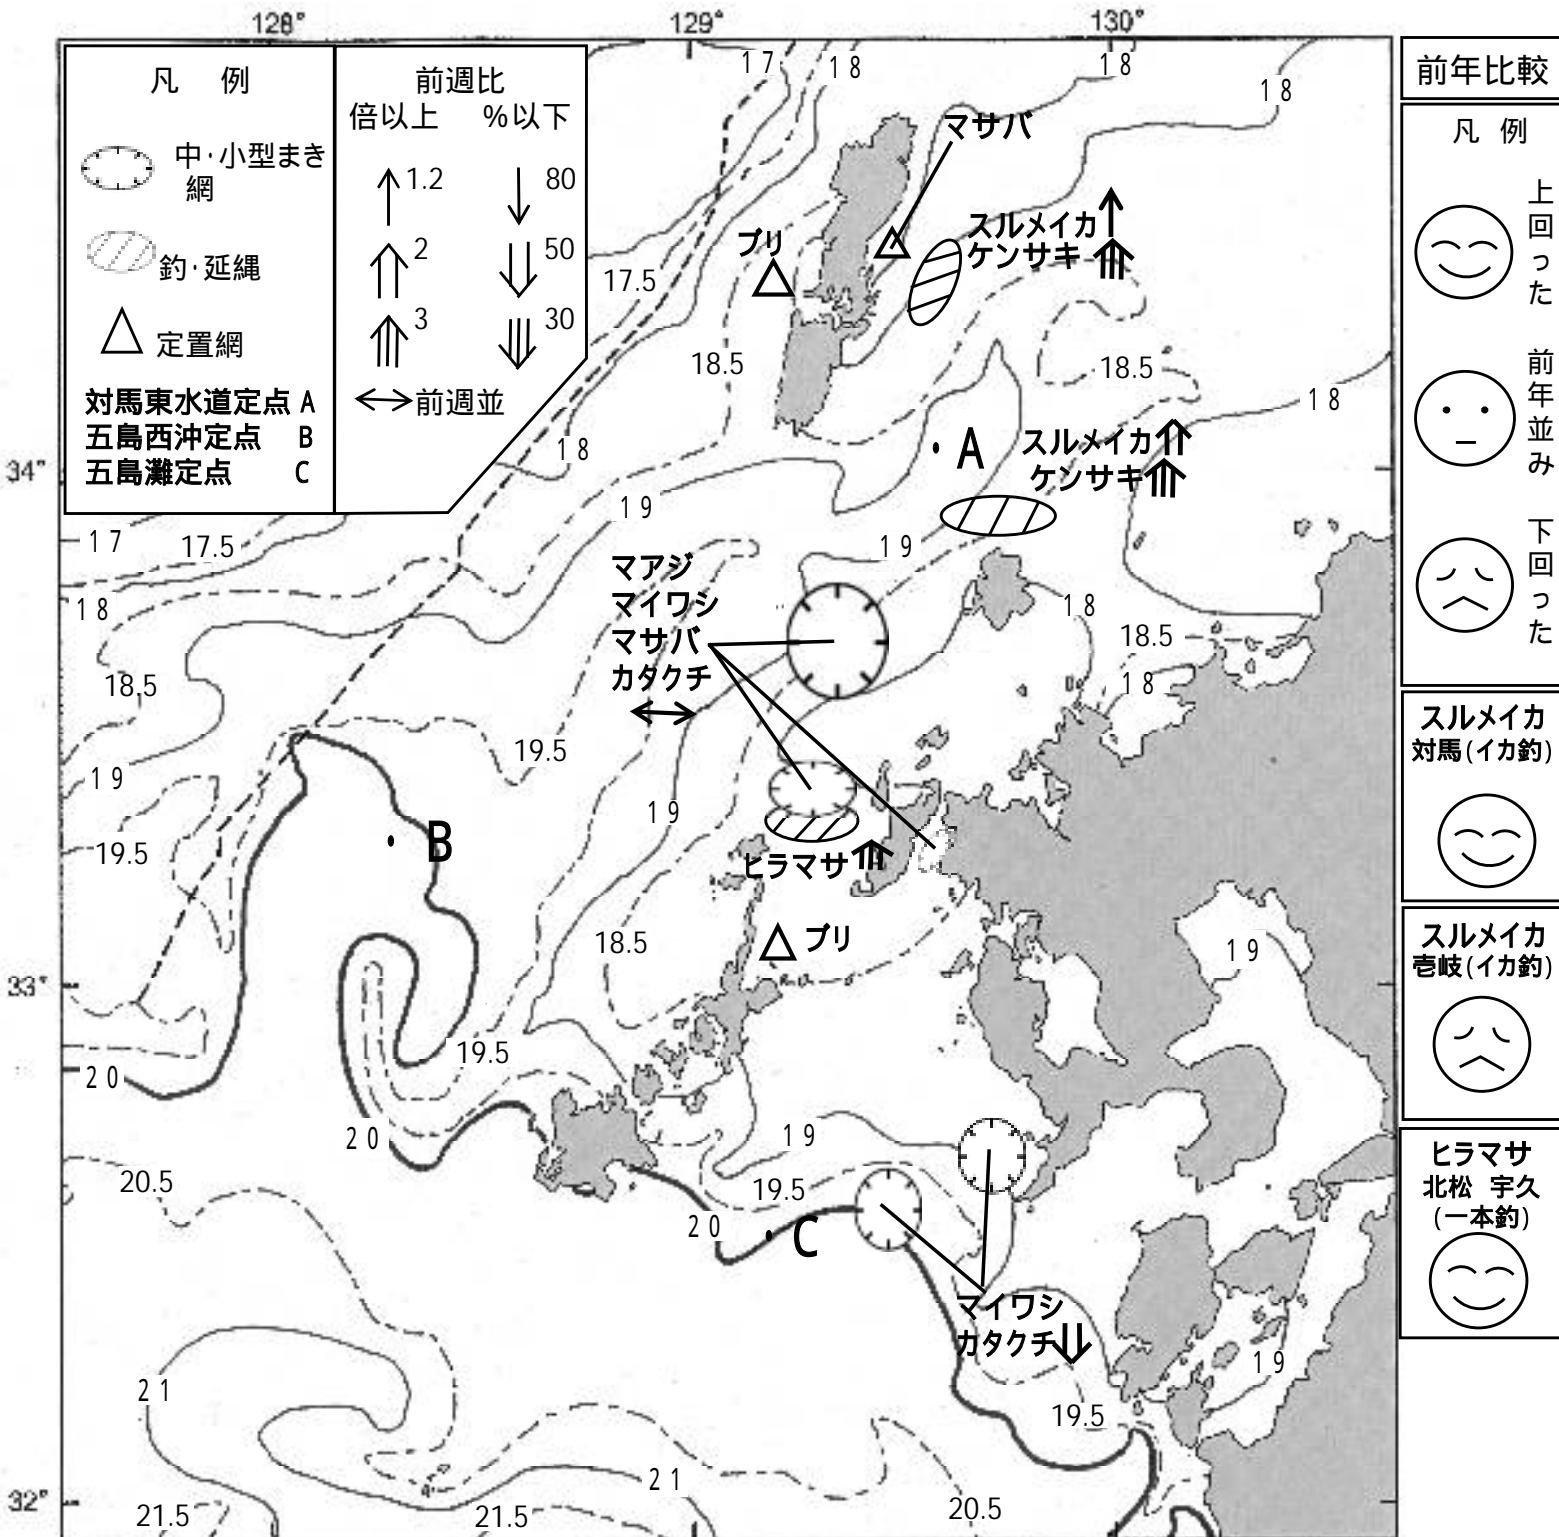 128°
129°
130°
34°
33°
32°
凡 例
中・小型まき
網
釣・延縄
定置網
対馬東水道定点 A
五島西沖定点 B
五島灘定点 C
前週比
倍以上 %以下
1.2 80
2 50
3 30
前週並
17
18
18
18
マサバ
スルメイカ
ケンサキ
ブリ
17.5
18.5
18.5
18
18
A
スルメイカ
ケンサキ
19
17
17.5
19
マアジ
マイワシ
マサバ
カタクチ
18
18
18.5
18.5
18
19.5
19
19
19.5
B
ヒラマサ
18.5
ブリ
19
19.5
20
20
19
20.5
19.5
20
C
マイワシ
カタクチ
19
21
19.5
21
21.5
21.5
20.5
前年比較
凡 例
上回った
前年並み
下回った
スルメイカ
対馬(イカ釣)
スルメイカ
壱岐(イカ釣)
ヒラマサ
北松 宇久
(一本釣)